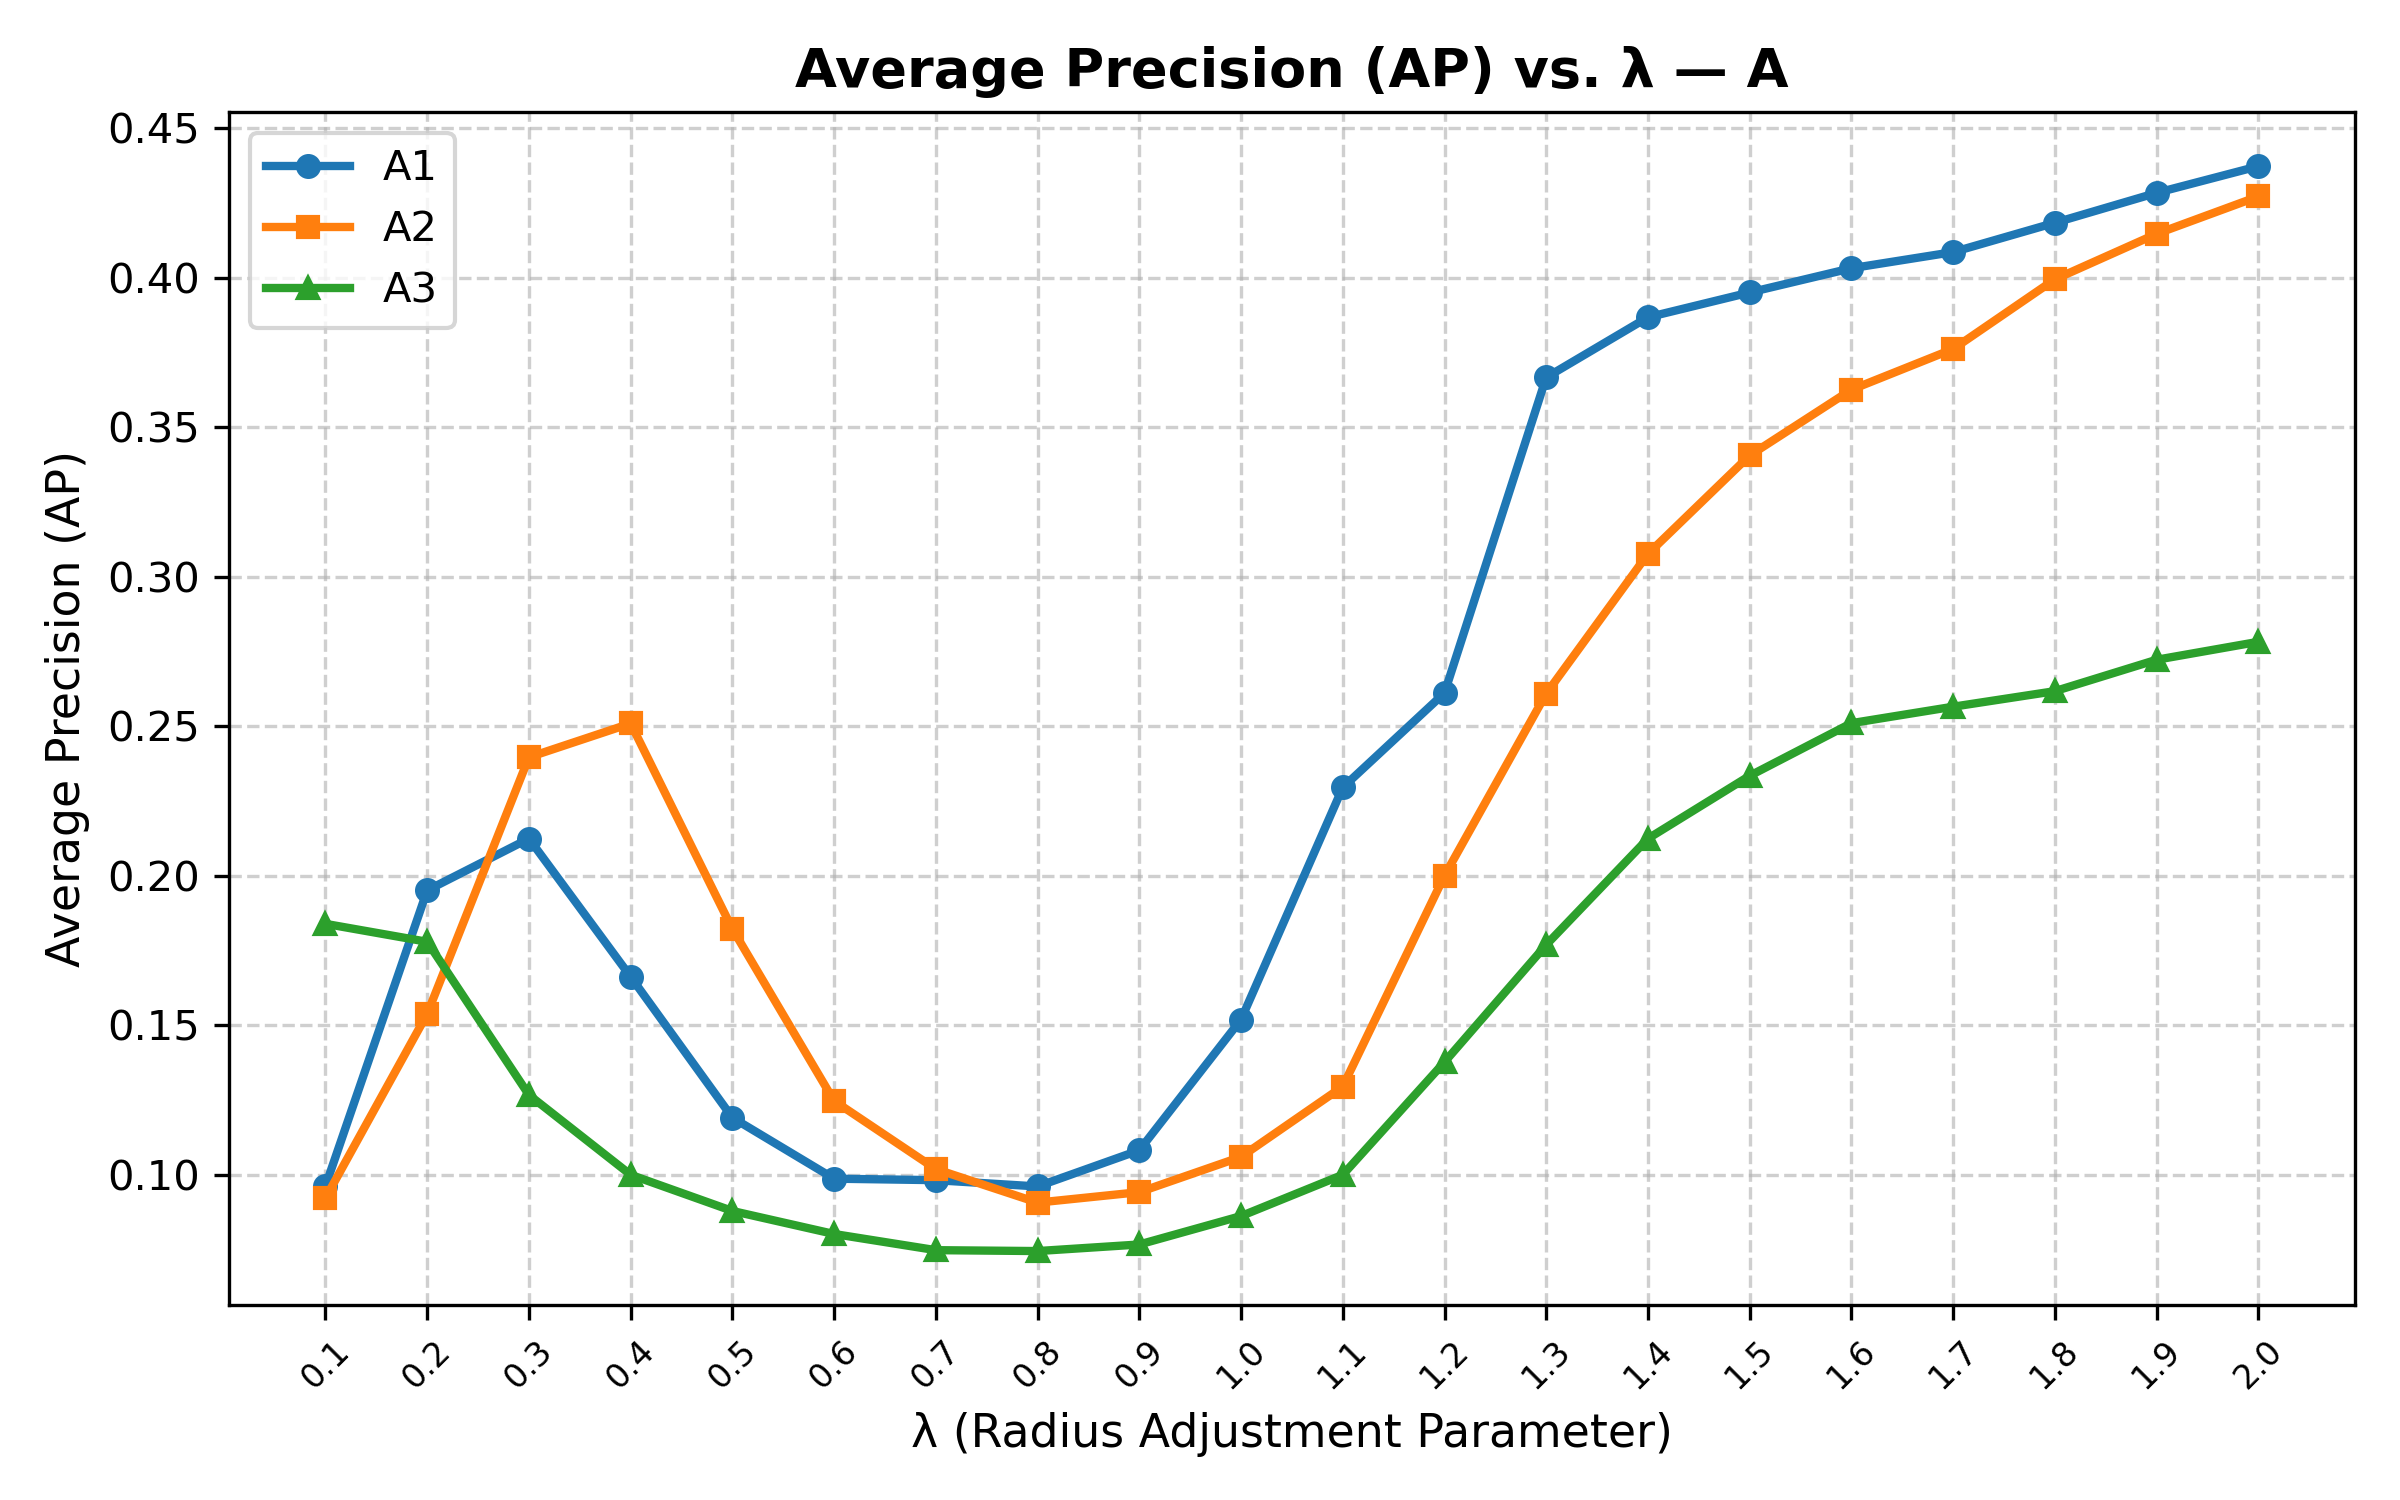 Average Precision (AP) vs. λ — A
0.45
0.40
0.35
0.30
0.25
0.20
0.15
0.10
Average Precision (AP)
A1
A2
A3
0.1 0.2 0.3 0.4 0.5 0.6 0.7 0.8 0.9 1.0 1.1 1.2 1.3 1.4 1.5 1.6 1.7 1.8 1.9 2.0
λ (Radius Adjustment Parameter)